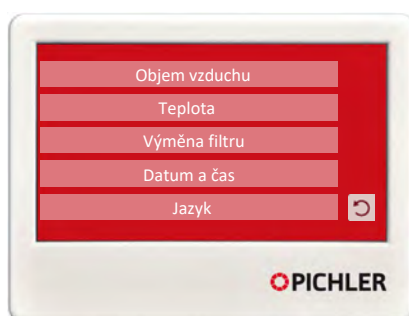 Objem vzduchu
Teplota
Výměna filtru
Datum a čas
Jazyk
PICHLER